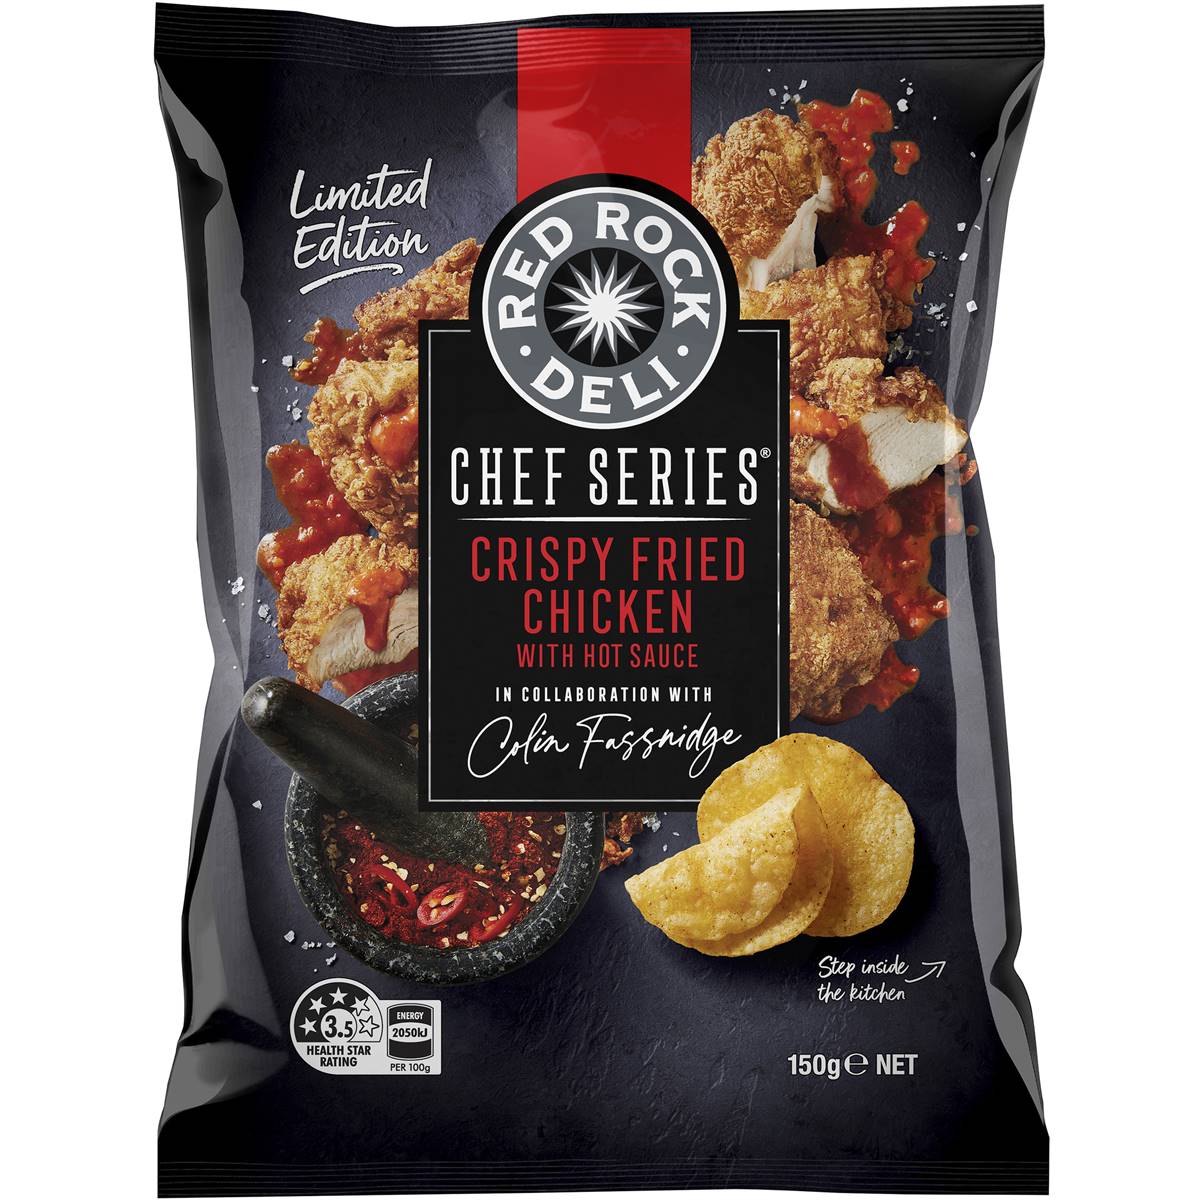 Limited
Edition
RED ROCK
DELI
CHEF SERIES®
CRISPY FRIED
CHICKEN
WITH HOT SAUCE
IN COLLABORATION WITH
Colin Fassnidge
Step inside
the kitchen
3.5
HEALTH STAR
RATING
ENERGY
2050kJ
PER 100g
150g℮ NET